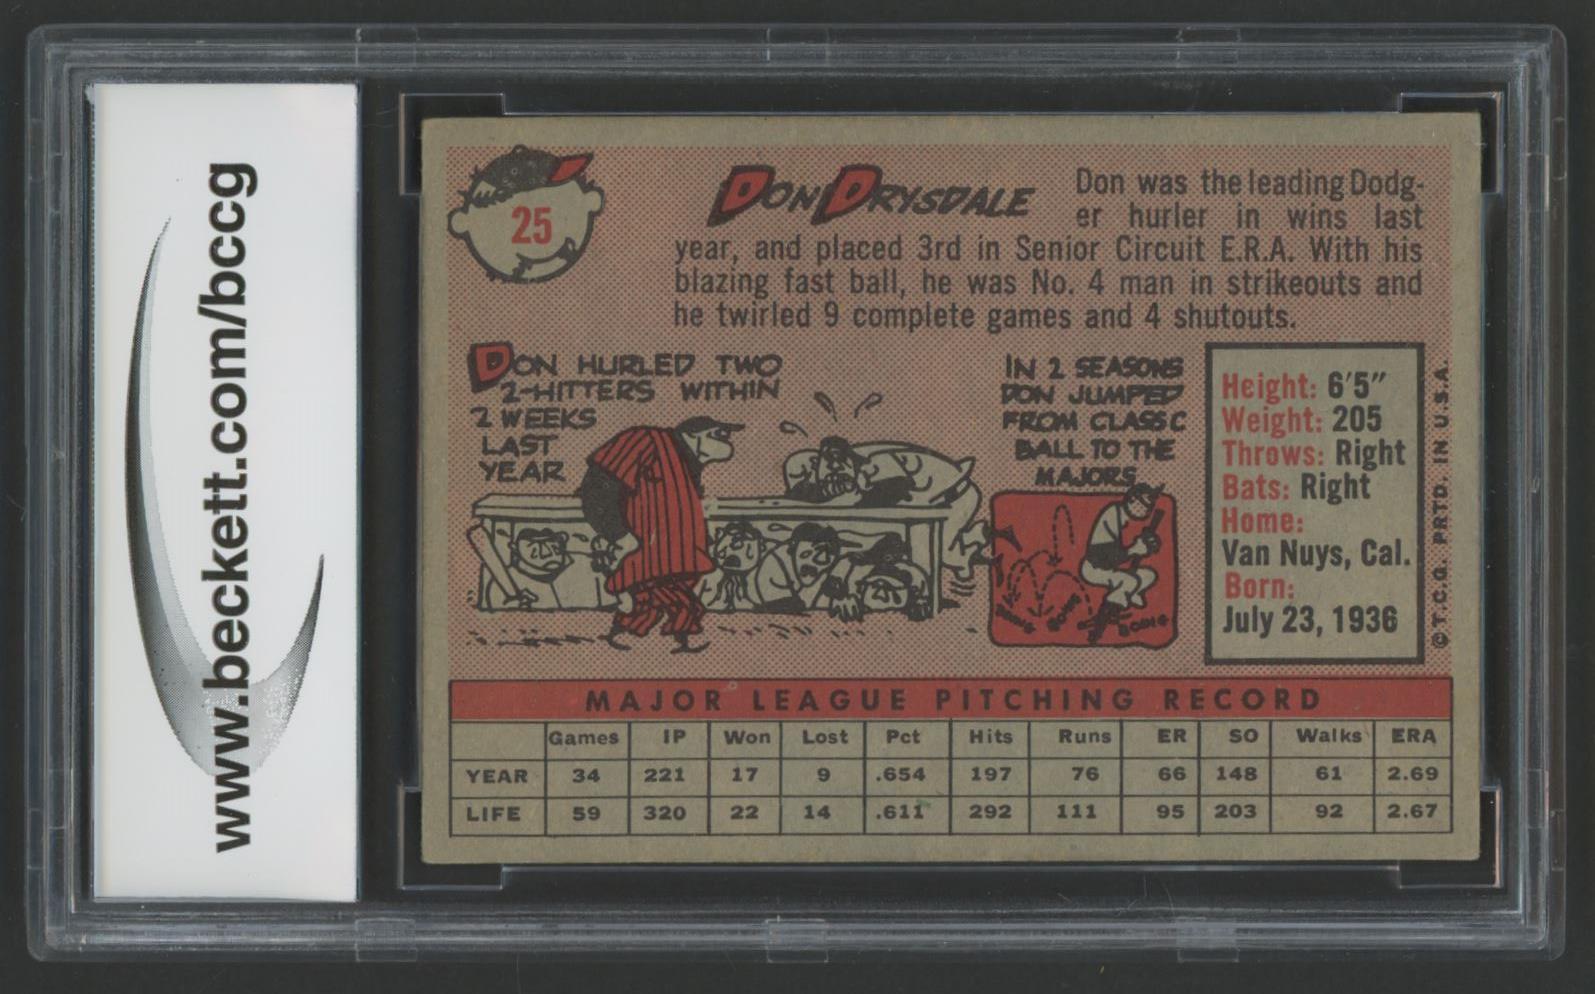 www.beckett.com/bccg
25
DON DRYSDALE
Don was the leading Dodg-
er hurler in wins last
year, and placed 3rd in Senior Circuit E.R.A. With his
blazing fast ball, he was No. 4 man in strikeouts and
he twirled 9 complete games and 4 shutouts.
DON HURLED TWO
2-HITTERS WITHIN
2 WEEKS
LAST
YEAR
IN 2 SEASONS
DON JUMPED
FROM CLASS C
BALL TO THE
MAJORS
BOING
Height: 6'5"
Weight: 205
Throws: Right
Bats: Right
Home:
Van Nuys, Cal.
Born:
July 23, 1936
© T.C.G. PRTD. IN U.S.A.
MAJOR LEAGUE PITCHING RECORD
Games IP Won Lost Pct Hits Runs ER SO Walks ERA
YEAR 34 221 17 9 .654 197 76 66 148 61 2.69
LIFE 59 320 22 14 .611 292 111 95 203 92 2.67